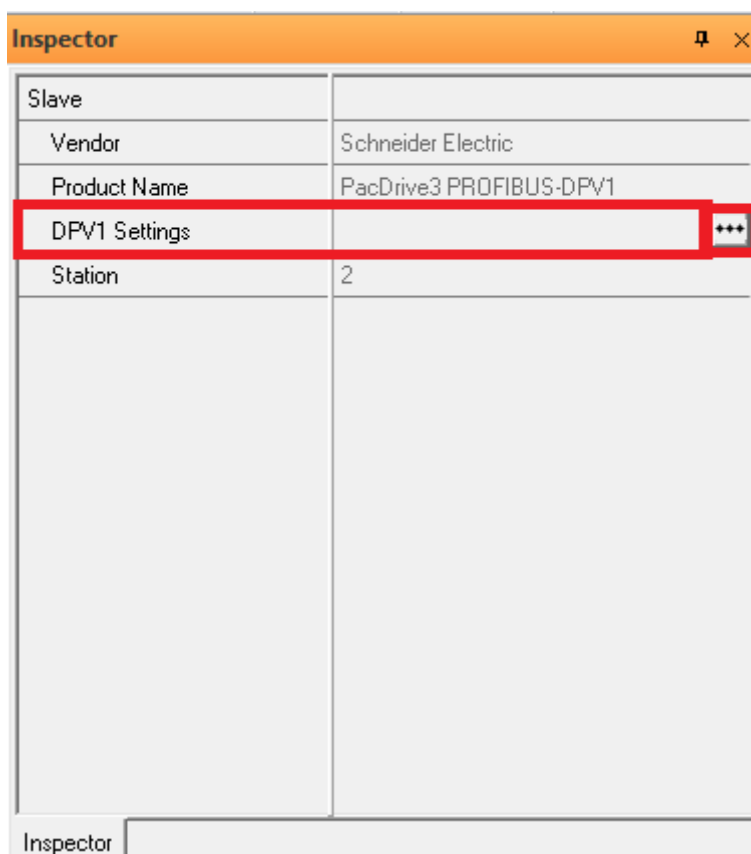 Inspector
Slave
Vendor Schneider Electric
Product Name PacDrive3 PROFIBUS-DPV1
DPV1 Settings
Station 2
Inspector